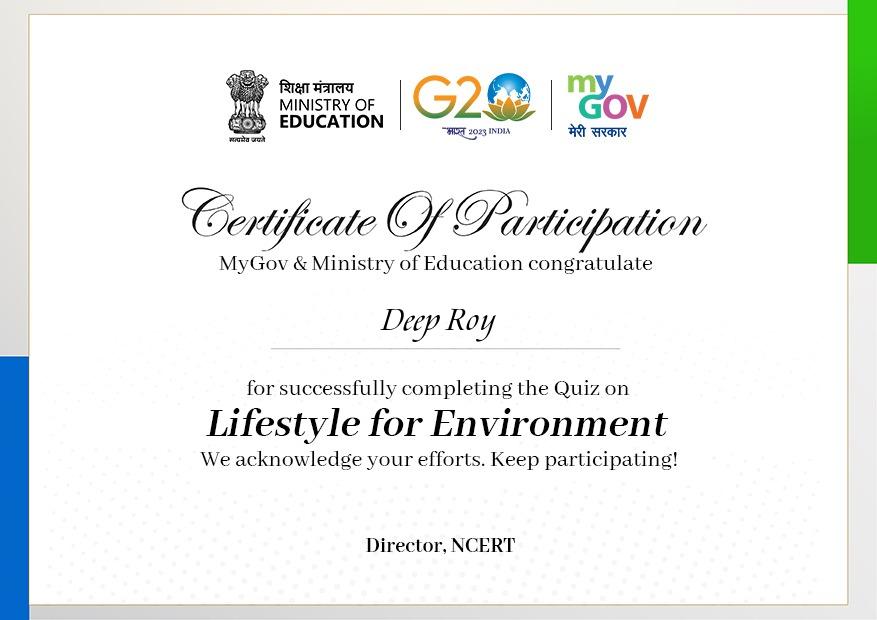 शिक्षा मंत्रालय
MINISTRY OF
EDUCATION
सत्यमेव जयते
G20
भारत 2023 INDIA
my
GOV
मेरी सरकार
Certificate Of Participation
MyGov & Ministry of Education congratulate
Deep Roy
for successfully completing the Quiz on
Lifestyle for Environment
We acknowledge your efforts. Keep participating!
Director, NCERT